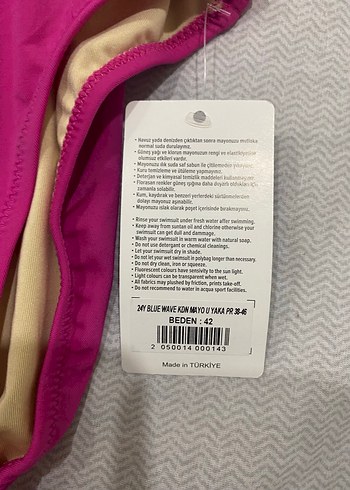 • Havuz yada denizden çıktıktan sonra mayonuzu mutlaka
normal suda durulayınız.
• Güneş yağı ve klorun mayonuzun rengi ve elastikiyetine
olumsuz etkileri vardır.
• Mayonuzu ılık suda saf sabun ile çitilemeden yıkayınız.
• Kuru temizleme ve ütüleme yapmayınız.
• Deterjan ve kimyasal temizlik maddeleri kullanmayınız.
• Florasan renkler güneş ışığına daha duyarlı oldukları için
zamanla solabilir.
• Kum, kaydırak ve benzeri yerlerdeki sürtünmelerden
dolayı mayonuz aşınabilir.
• Mayonuzu ıslak olarak poşet içerisinde bırakmayınız.
• Rinse your swimsuit under fresh water after swimming.
• Keep away from suntan oil and chlorine otherwise your
swimsuit can get dull and dammage.
• Wash your swimsuit in warm water with natural soap.
• Do not use detergent or chemical cleanings.
• Let your swimsuit dry in shade.
• Do not let your wet swimsuit in polybag longer than necessary.
• Do not dry clean, iron or squeeze.
• Fluorescent colours have sensivity to the sun light.
• Light colours can be transparent when wet.
• All fabrics may plushed by friction, prints take-off.
• Do not recommend to water in acqua sport facilities.
24Y BLUE WAVE KDN MAYO U YAKA PR 38-46
BEDEN : 42
2 050014 000143
Made in TÜRKİYE